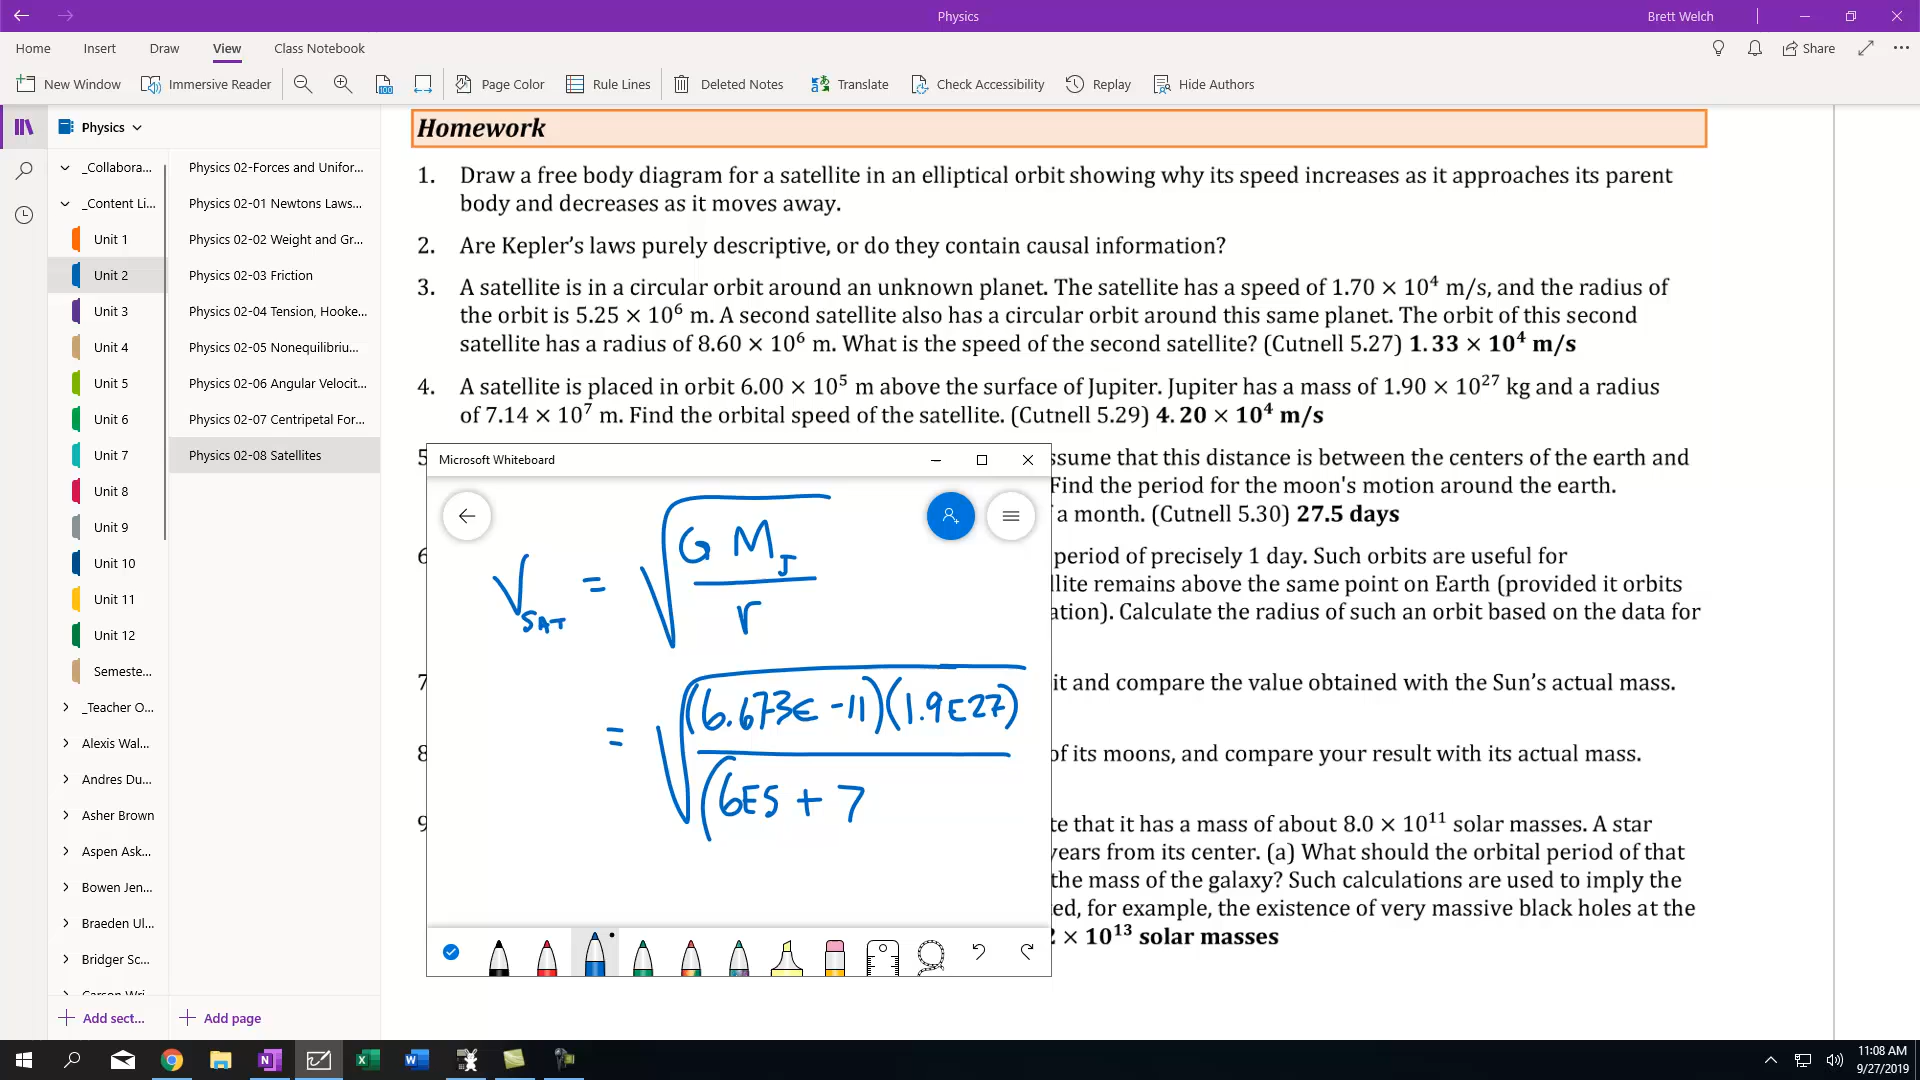 Physics
Brett Welch
Home Insert Draw View Class Notebook
Share
New Window Immersive Reader Page Color Rule Lines Deleted Notes Translate Check Accessibility Replay Hide Authors
Physics
_Collabora...
_Content Li...
Unit 1
Unit 2
Unit 3
Unit 4
Unit 5
Unit 6
Unit 7
Unit 8
Unit 9
Unit 10
Unit 11
Unit 12
Semeste...
_Teacher O...
Alexis Wal...
Andres Du...
Asher Brown
Aspen Ask...
Bowen Jen...
Braeden Ul...
Bridger Sc...
Add sect...
Physics 02-Forces and Unifor...
Physics 02-01 Newtons Laws...
Physics 02-02 Weight and Gr...
Physics 02-03 Friction
Physics 02-04 Tension, Hooke...
Physics 02-05 Nonequilibriu...
Physics 02-06 Angular Velocit...
Physics 02-07 Centripetal For...
Physics 02-08 Satellites
Add page
Homework
1. Draw a free body diagram for a satellite in an elliptical orbit showing why its speed increases as it approaches its parent
body and decreases as it moves away.
2. Are Kepler’s laws purely descriptive, or do they contain causal information?
3. A satellite is in a circular orbit around an unknown planet. The satellite has a speed of 1.70 × 10⁴ m/s, and the radius of
the orbit is 5.25 × 10⁶ m. A second satellite also has a circular orbit around this same planet. The orbit of this second
satellite has a radius of 8.60 × 10⁶ m. What is the speed of the second satellite? (Cutnell 5.27) 1.33 × 10⁴ m/s
4. A satellite is placed in orbit 6.00 × 10⁵ m above the surface of Jupiter. Jupiter has a mass of 1.90 × 10²⁷ kg and a radius
of 7.14 × 10⁷ m. Find the orbital speed of the satellite. (Cutnell 5.29) 4.20 × 10⁴ m/s
ssume that this distance is between the centers of the earth and
Find the period for the moon's motion around the earth.
a month. (Cutnell 5.30) 27.5 days
period of precisely 1 day. Such orbits are useful for
llite remains above the same point on Earth (provided it orbits
ation). Calculate the radius of such an orbit based on the data for
it and compare the value obtained with the Sun’s actual mass.
of its moons, and compare your result with its actual mass.
te that it has a mass of about 8.0 × 10¹¹ solar masses. A star
years from its center. (a) What should the orbital period of that
the mass of the galaxy? Such calculations are used to imply the
ed, for example, the existence of very massive black holes at the
2 × 10¹³ solar masses
Microsoft Whiteboard
V_SAT = √(G M_J / r)
= √((6.673E-11)(1.9E27) / (6E5 + 7
11:08 AM
9/27/2019